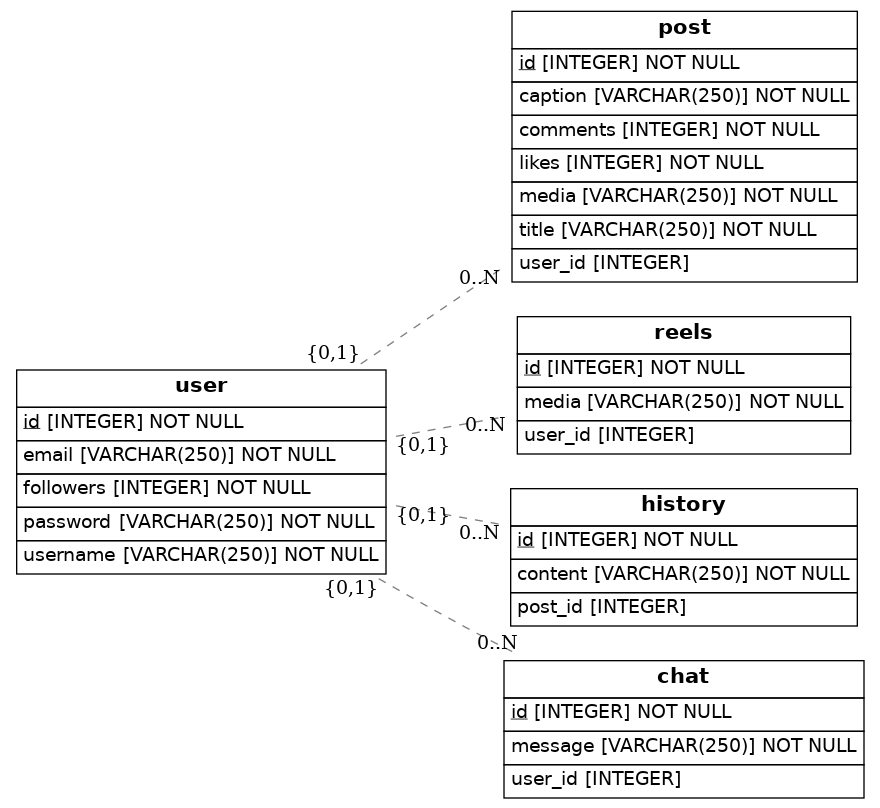 post
id [INTEGER] NOT NULL
caption [VARCHAR(250)] NOT NULL
comments [INTEGER] NOT NULL
likes [INTEGER] NOT NULL
media [VARCHAR(250)] NOT NULL
title [VARCHAR(250)] NOT NULL
user_id [INTEGER]
0..N
{0,1}
reels
id [INTEGER] NOT NULL
media [VARCHAR(250)] NOT NULL
user_id [INTEGER]
0..N
{0,1}
user
id [INTEGER] NOT NULL
email [VARCHAR(250)] NOT NULL
followers [INTEGER] NOT NULL
password [VARCHAR(250)] NOT NULL
username [VARCHAR(250)] NOT NULL
{0,1}
0..N
history
id [INTEGER] NOT NULL
content [VARCHAR(250)] NOT NULL
post_id [INTEGER]
{0,1}
0..N
chat
id [INTEGER] NOT NULL
message [VARCHAR(250)] NOT NULL
user_id [INTEGER]